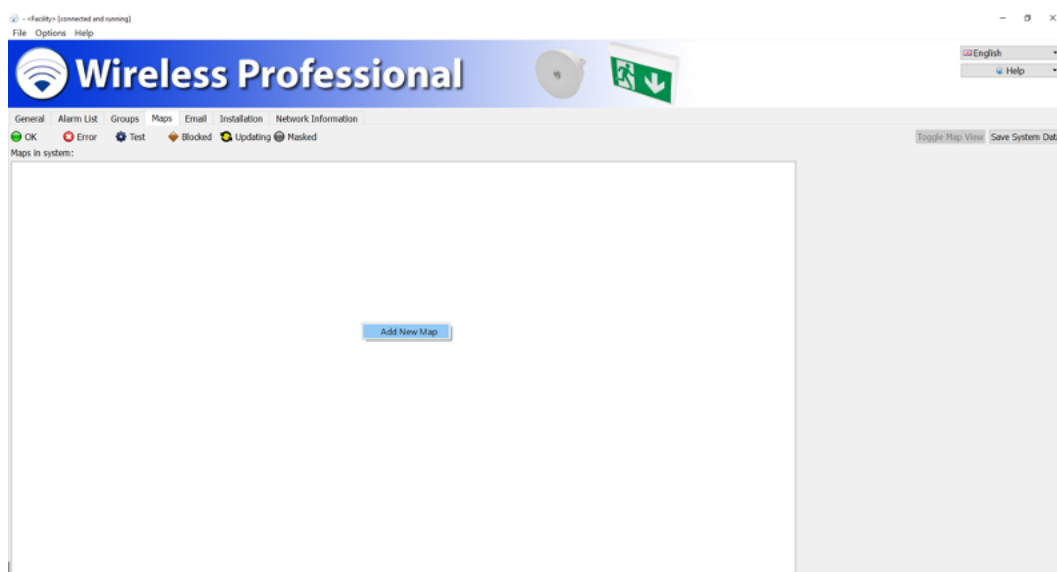 - <Facility> [connected and running]
File Options Help
Wireless Professional
English
Help
General Alarm List Groups Maps Email Installation Network Information
OK Error Test Blocked Updating Masked
Toggle Map View Save System Dat
Maps in system:
Add New Map